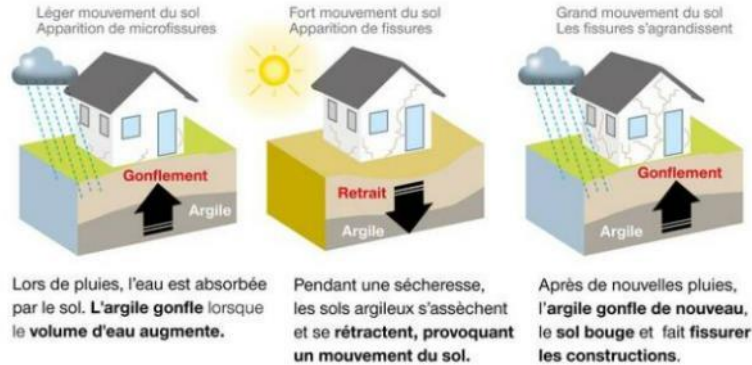 Léger mouvement du sol
Apparition de microfissures
Gonflement
Argile
Lors de pluies, l'eau est absorbée
par le sol. L'argile gonfle lorsque
le volume d'eau augmente.
Fort mouvement du sol
Apparition de fissures
Retrait
Argile
Pendant une sécheresse,
les sols argileux s'assèchent
et se rétractent, provoquant
un mouvement du sol.
Grand mouvement du sol
Les fissures s'agrandissent
Gonflement
Argile
Après de nouvelles pluies,
l'argile gonfle de nouveau,
le sol bouge et fait fissurer
les constructions.